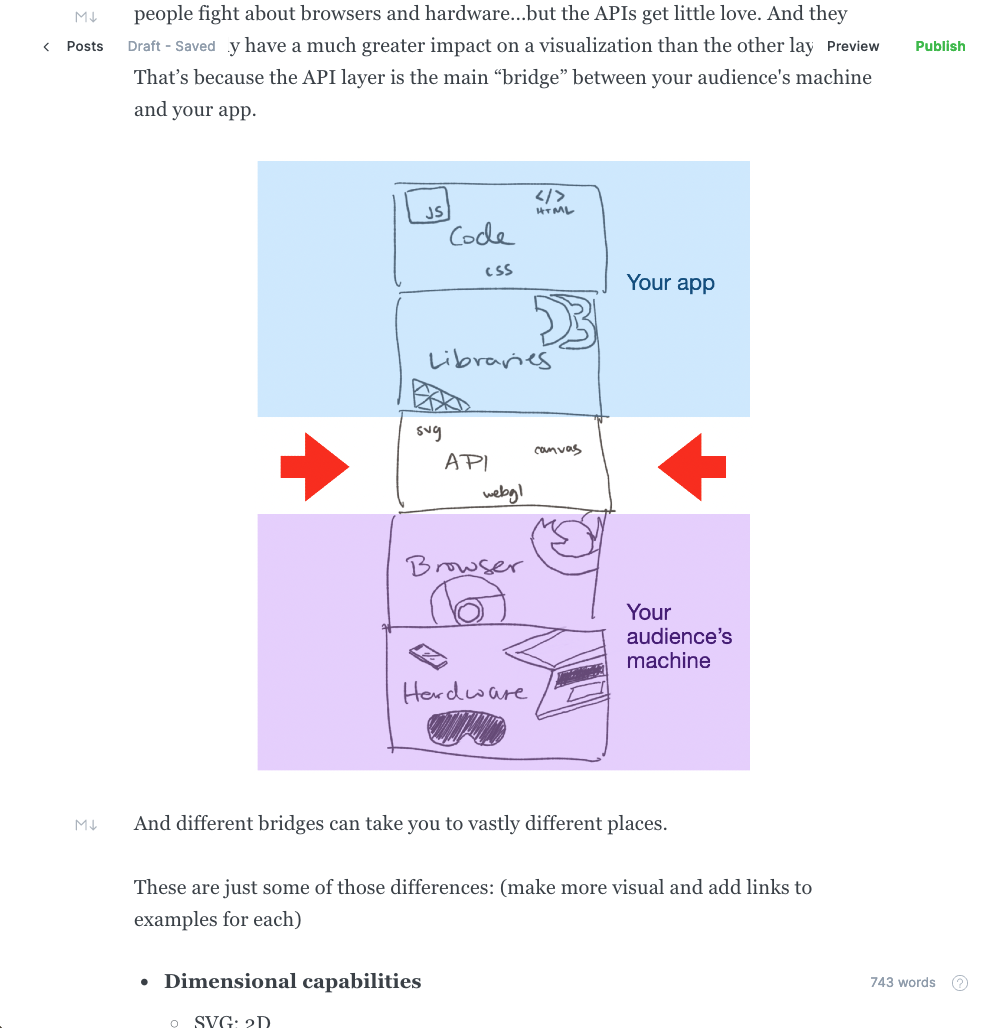 people fight about browsers and hardware...but the APIs get little love. And they
Posts
Draft - Saved
y have a much greater impact on a visualization than the other lay
Preview
Publish
That’s because the API layer is the main “bridge” between your audience's machine
and your app.
JS
</>
HTML
Code
css
Your app
Libraries
svg
API
canvas
webgl
Browser
Your
audience’s
machine
Hardware
And different bridges can take you to vastly different places.
These are just some of those differences: (make more visual and add links to
examples for each)
• Dimensional capabilities
743 words
?
○ SVG: 2D